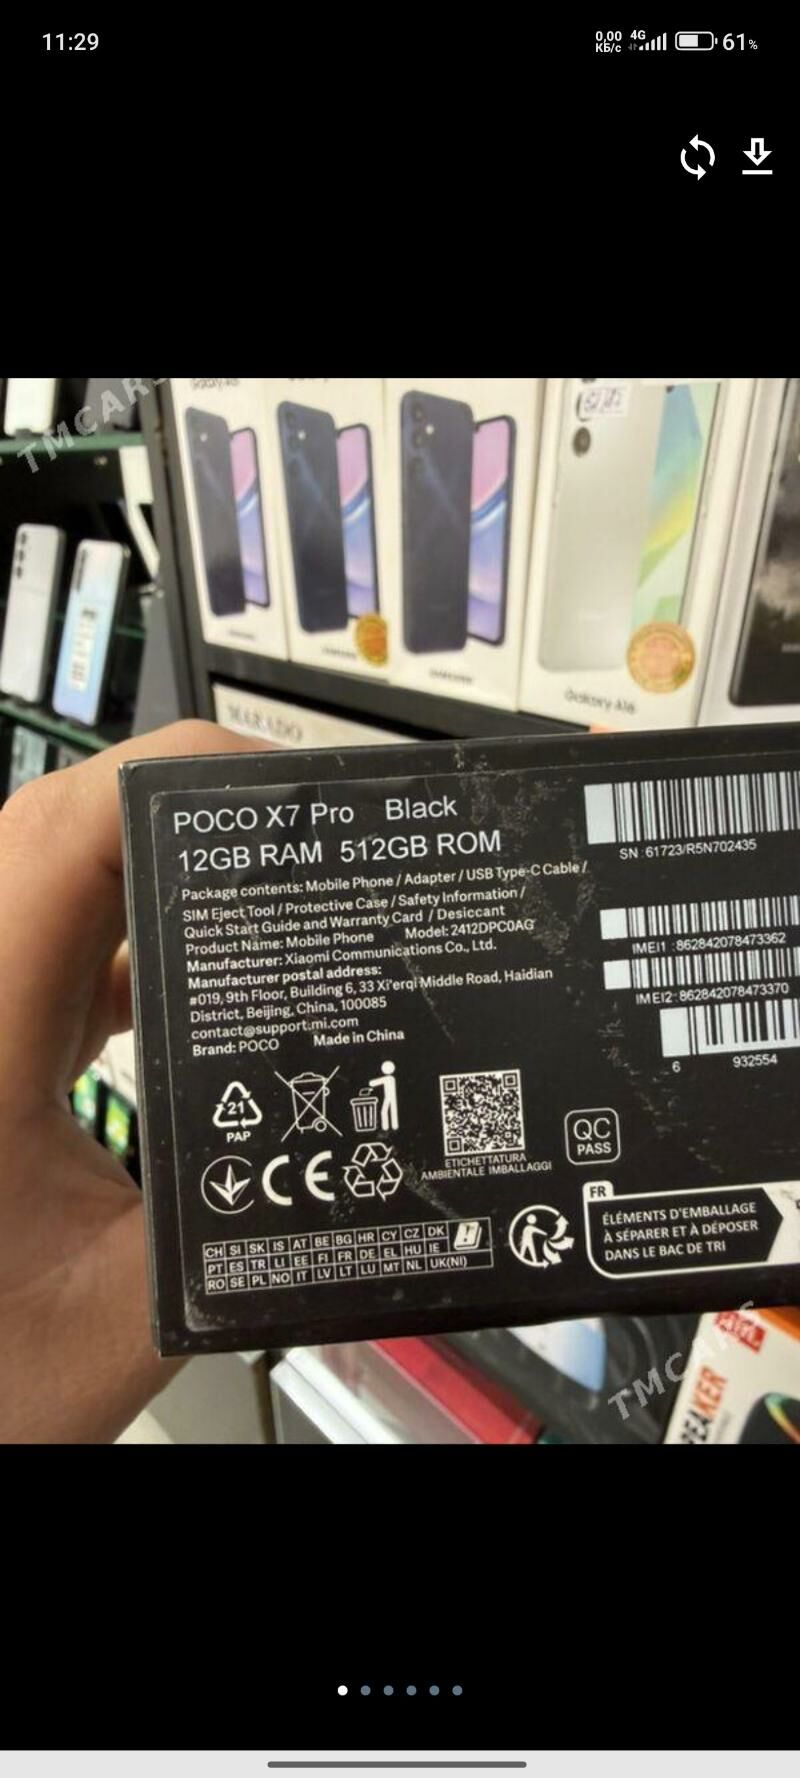 11:29
0,00
КБ/с
4G
61%
TMCARS
Galaxy A16
MARADO
POCO X7 Pro Black
12GB RAM 512GB ROM
Package contents: Mobile Phone / Adapter / USB Type-C Cable /
SIM Eject Tool / Protective Case / Safety Information /
Quick Start Guide and Warranty Card / Desiccant
Product Name: Mobile Phone Model: 2412DPC0AG
Manufacturer: Xiaomi Communications Co., Ltd.
Manufacturer postal address:
#019, 9th Floor, Building 6, 33 Xi'erqi Middle Road, Haidian
District, Beijing, China, 100085
contact@support.mi.com
Brand: POCO Made in China
SN: 61723/R5N702435
IMEI1 : 862842078473362
IMEI2: 862842078473370
6 932554
21
PAP
ETICHETTATURA
AMBIENTALE IMBALLAGGI
QC
PASS
CE
CH SI SK IS AT BE BG HR CY CZ DK
PT ES TR LI EE FI FR DE EL HU IE
RO SE PL NO IT LV LT LU MT NL UK(NI)
FR
ÉLÉMENTS D'EMBALLAGE
À SÉPARER ET À DÉPOSER
DANS LE BAC DE TRI
TMCARS